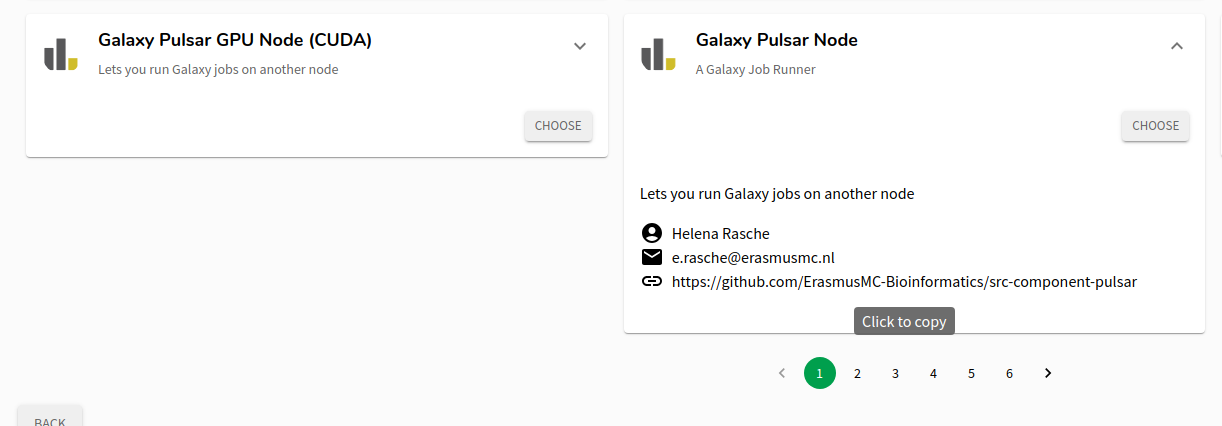 Galaxy Pulsar GPU Node (CUDA)
Lets you run Galaxy jobs on another node
CHOOSE
Galaxy Pulsar Node
A Galaxy Job Runner
CHOOSE
Lets you run Galaxy jobs on another node
Helena Rasche
e.rasche@erasmusmc.nl
https://github.com/ErasmusMC-Bioinformatics/src-component-pulsar
Click to copy
1 2 3 4 5 6
BACK